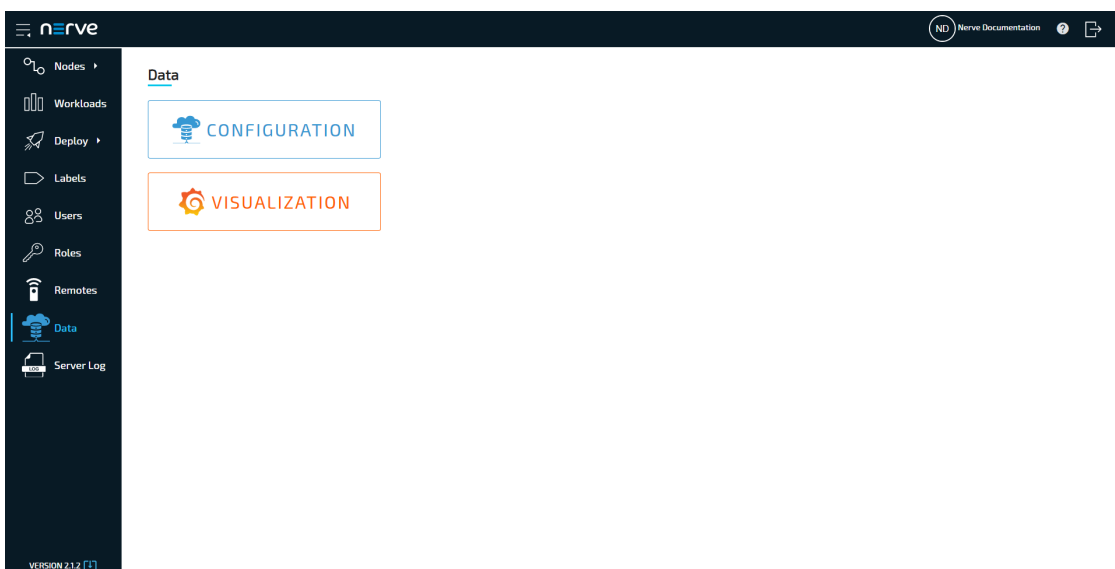 nerve
ND Nerve Documentation ?
Nodes
Workloads
Deploy
Labels
Users
Roles
Remotes
Data
LOG Server Log
VERSION 2.1.2
Data
CONFIGURATION
VISUALIZATION